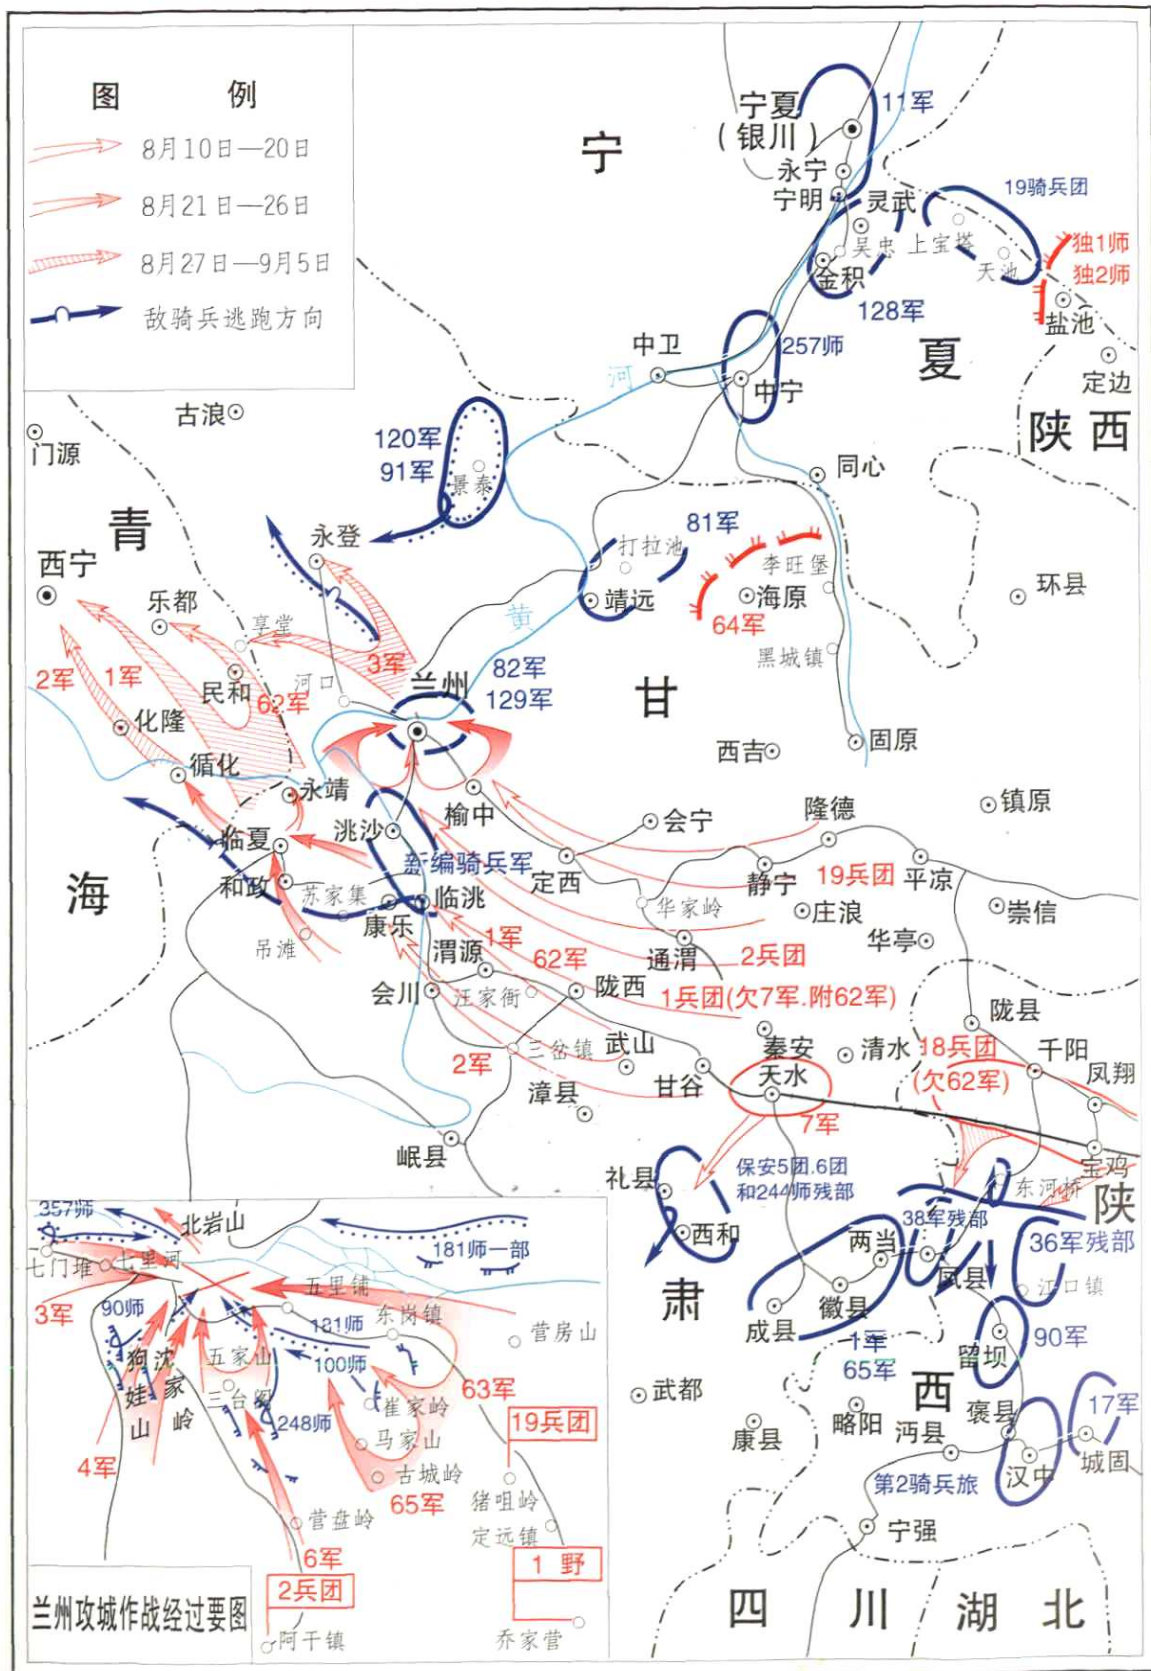 图 例
8月10日—20日
8月21日—26日
8月27日—9月5日
敌骑兵逃跑方向
宁
夏
宁夏
(银川)
11军
永宁
宁明
灵武
19骑兵团
吴忠
上宝塔
天池
金积
128军
独1师
独2师
盐池
定边
陕西
中卫
河
257师
中宁
古浪
门源
120军
91军
景泰
同心
青
海
永登
81军
打拉池
靖远
李旺堡
海原
64军
黑城镇
环县
西宁
乐都
享堂
黄
2军
1军
民和
62军
3军
河口
兰州
82军
129军
甘
肃
化隆
循化
西吉
固原
永靖
榆中
会宁
隆德
镇原
临夏
洮沙
新编骑兵军
定西
静宁
19兵团
平凉
和政
苏家集
康乐
临洮
华家岭
庄浪
崇信
吊滩
1军
渭源
62军
通渭
2兵团
华亭
会川
汪家衙
陇西
1兵团(欠7军.附62军)
陇县
2军
三岔镇
武山
秦安
清水
18兵团
(欠62军)
千阳
凤翔
漳县
甘谷
天水
7军
岷县
宝鸡
礼县
保安5团.6团
和244师残部
东河桥
陕
西
西和
38军残部
36军残部
两当
凤县
江口镇
成县
徽县
1军
65军
留坝
90军
武都
略阳
褒县
17军
康县
沔县
汉中
城固
第2骑兵旅
宁强
四川
湖北
357师
北岩山
七门堆
七里河
181师一部
3军
90师
五里铺
121师
东岗镇
营房山
狗娃山
沈家岭
五家山
100师
三台阁
63军
崔家岭
248师
19兵团
马家山
4军
古城岭
65军
猪咀岭
定远镇
营盘岭
6军
1 野
2兵团
兰州攻城作战经过要图
阿干镇
乔家营